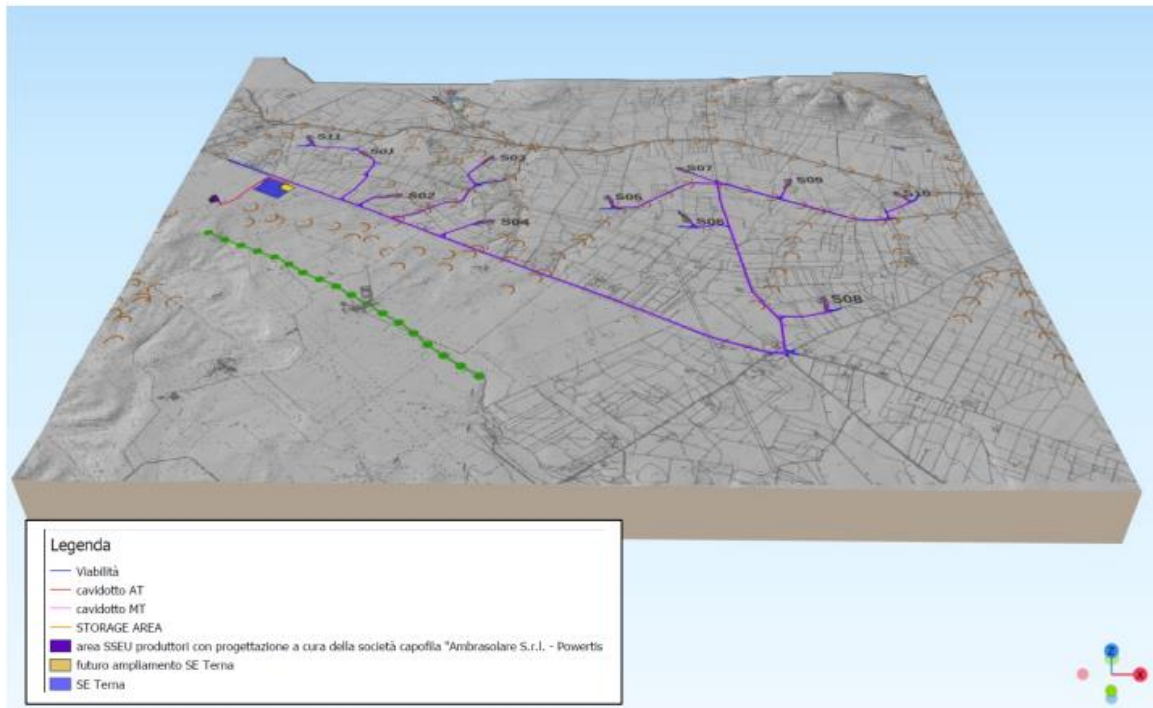 S11
S01
S03
S07
S09
S10
S02
S05
S04
S06
S08
Legenda
Viabilità
cavidotto AT
cavidotto MT
STORAGE AREA
area SSEU produttori con progettazione a cura della società capofila "Ambrasolare S.r.l. - Powertis
futuro ampliamento SE Terna
SE Terna
Z
X